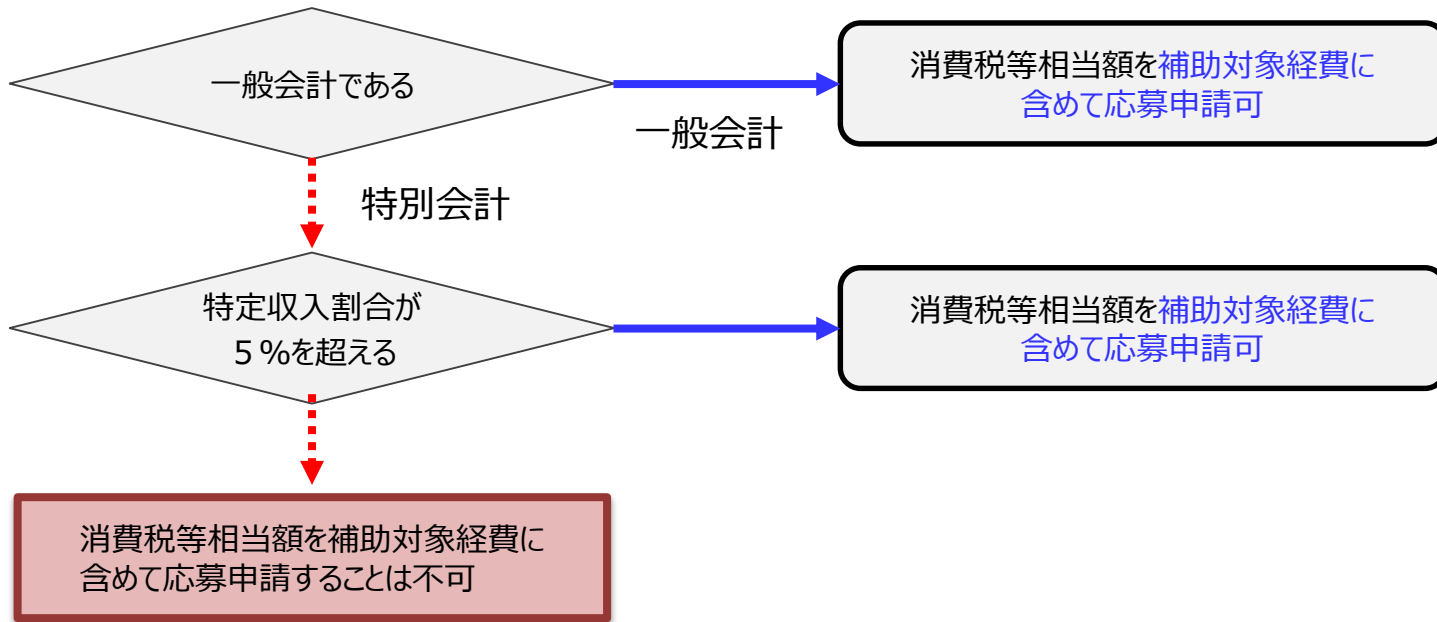 一般会計である
消費税等相当額を補助対象経費に
含めて応募申請可
一般会計
特別会計
特定収入割合が
５%を超える
消費税等相当額を補助対象経費に
含めて応募申請可
消費税等相当額を補助対象経費に
含めて応募申請することは不可